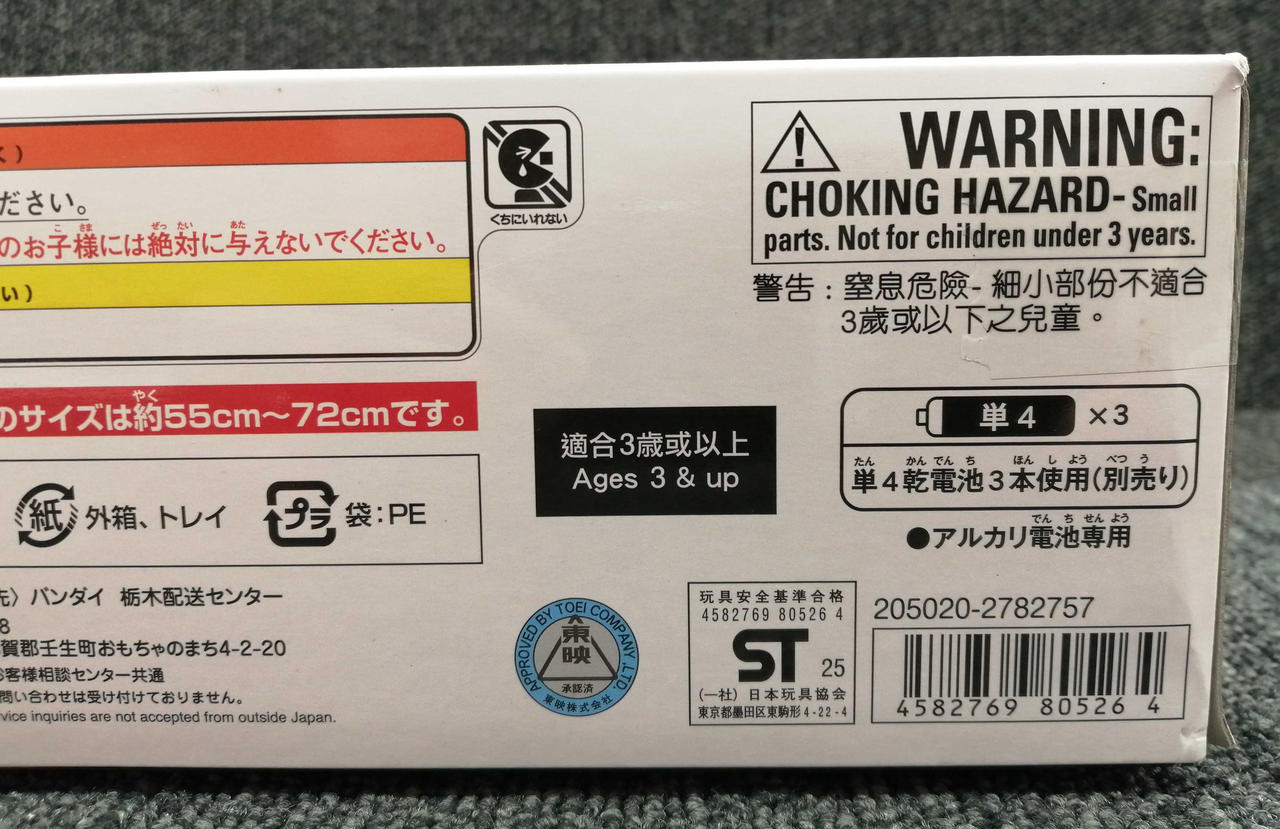 く)
ださい。
のお子様には絶対に与えないでください。
い)
くちにいれない
のサイズは約55cm～72cmです。
紙 外箱、トレイ プラ 袋:PE
先〉バンダイ 栃木配送センター
8
賀郡壬生町おもちゃのまち4-2-20
お客様相談センター共通
問い合わせは受け付けておりません。
vice inquiries are not accepted from outside Japan.
適合3歳或以上
Ages 3 & up
APPROVED BY TOEI COMPANY, LTD.
東映
承認済
東映株式会社
WARNING:
CHOKING HAZARD- Small
parts. Not for children under 3 years.
警告:窒息危險- 細小部份不適合
3歲或以下之兒童。
単4 ×3
単4乾電池3本使用(別売り)
●アルカリ電池専用
玩具安全基準合格
4582769 80526 4
ST 25
(一社) 日本玩具協会
東京都墨田区東駒形4-22-4
205020-2782757
4582769 80526 4